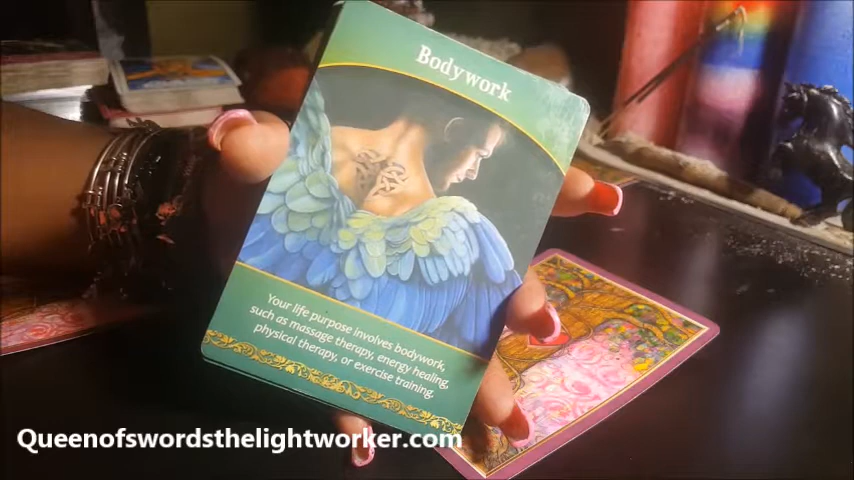 Bodywork
Your life purpose involves bodywork,
such as massage therapy, energy healing,
physical therapy, or exercise training
Queenofswordsthelightworker.com